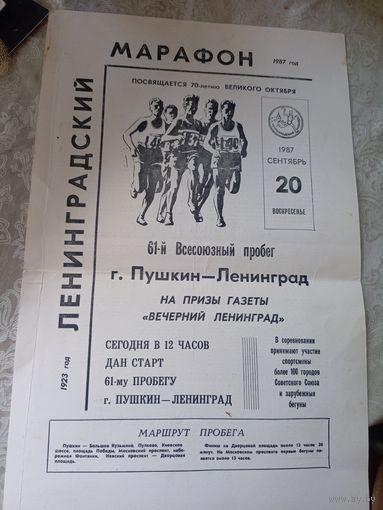 МАРАФОН
1987 год
ЛЕНИНГРАДСКИЙ
1923 год
ПОСВЯЩАЕТСЯ 70-летию ВЕЛИКОГО ОКТЯБРЯ
1987
СЕНТЯБРЬ
20
ВОСКРЕСЕНЬЕ
61-й Всесоюзный пробег
г. Пушкин—Ленинград
НА ПРИЗЫ ГАЗЕТЫ
«ВЕЧЕРНИЙ ЛЕНИНГРАД»
СЕГОДНЯ В 12 ЧАСОВ
ДАН СТАРТ
61-му ПРОБЕГУ
г. ПУШКИН—ЛЕНИНГРАД
В соревновании
принимают участие
спортсмены
более 100 городов
Советского Союза
и зарубежные
бегуны
МАРШРУТ ПРОБЕГА
Пушкин — Большое Кузьмино, Пулково, Киевское
шоссе, площадь Победы, Московский проспект, набе-
режная Фонтанки, Невский проспект — Дворцовая
площадь.
Финиш на Дворцовой площади около 13 часов 30
минут. На Московском проспекте первые бегуны по-
явятся около 13 часов.